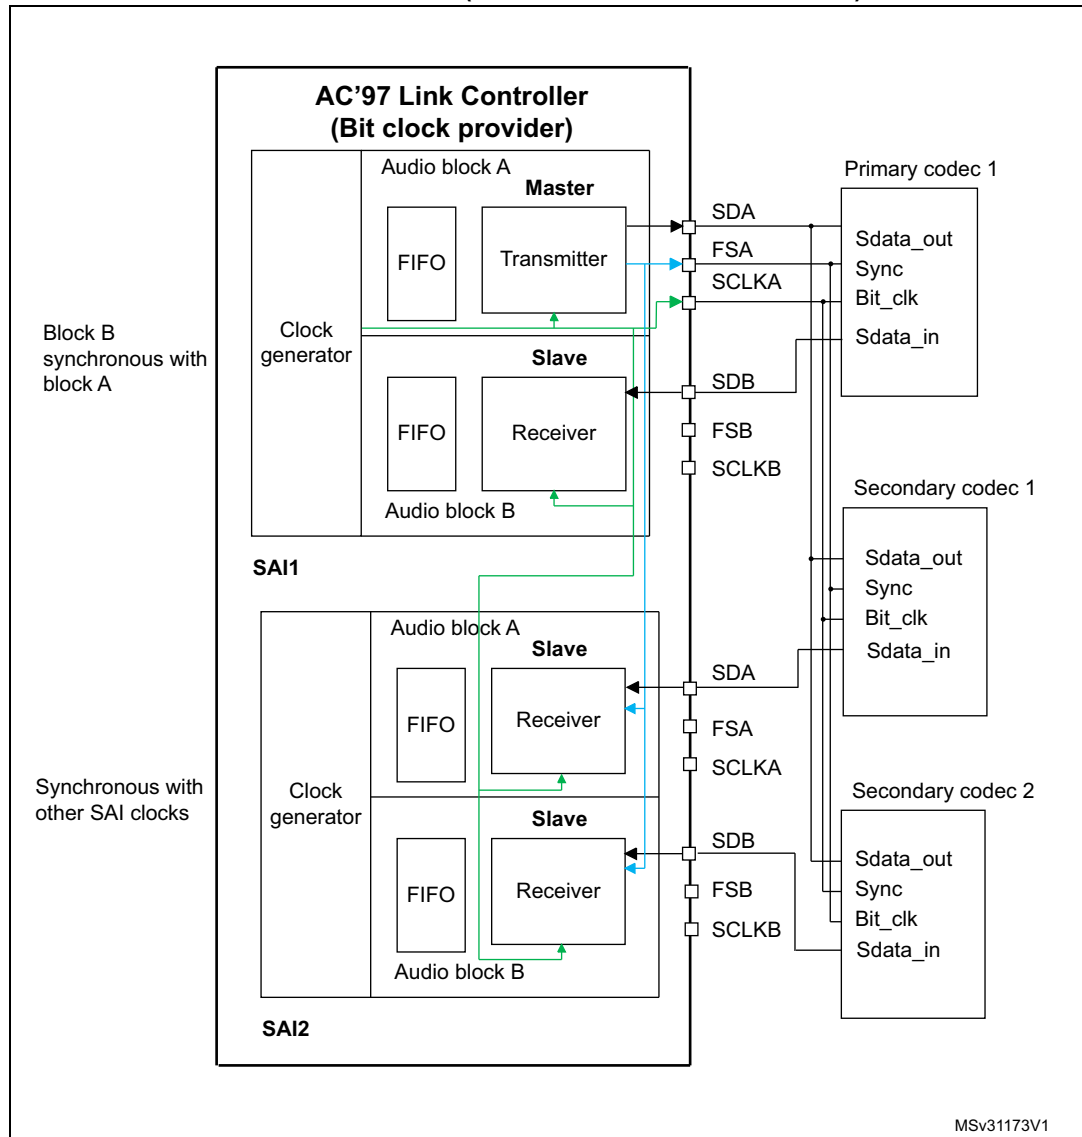 AC’97 Link Controller
(Bit clock provider)
Audio block A
Master
FIFO
Transmitter
Clock
generator
Slave
FIFO
Receiver
Audio block B
SAI1
Block B
synchronous with
block A
SDA
FSA
SCLKA
SDB
FSB
SCLKB
Primary codec 1
Sdata_out
Sync
Bit_clk
Sdata_in
Secondary codec 1
Sdata_out
Sync
Bit_clk
Sdata_in
Audio block A
Slave
FIFO
Receiver
Clock
generator
Slave
FIFO
Receiver
Audio block B
SAI2
Synchronous with
other SAI clocks
SDA
FSA
SCLKA
SDB
FSB
SCLKB
Secondary codec 2
Sdata_out
Sync
Bit_clk
Sdata_in
MSv31173V1